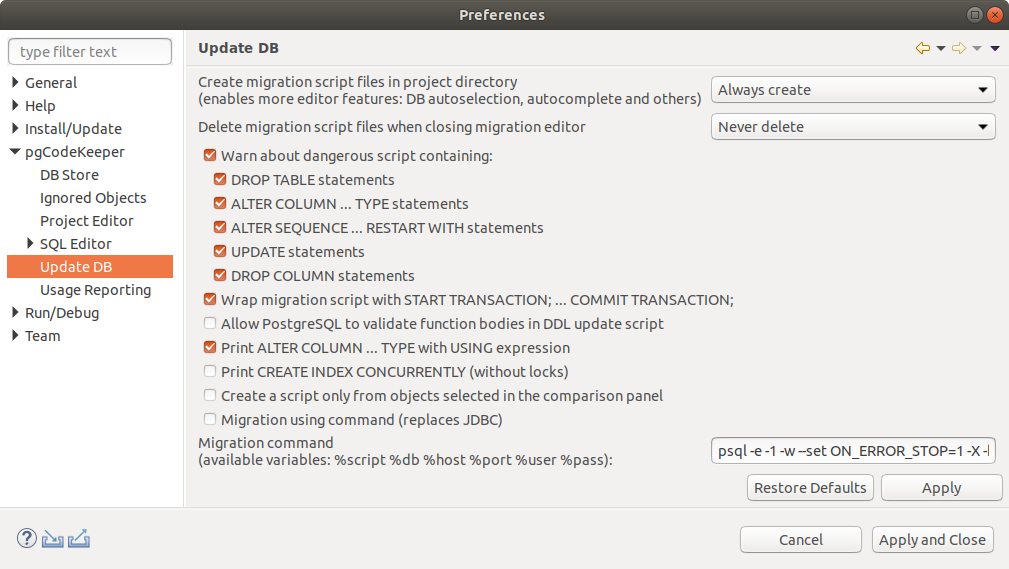 Preferences
type filter text
General
Help
Install/Update
pgCodeKeeper
DB Store
Ignored Objects
Project Editor
SQL Editor
Update DB
Usage Reporting
Run/Debug
Team
Update DB
Create migration script files in project directory
(enables more editor features: DB autoselection, autocomplete and others)
Always create
Delete migration script files when closing migration editor
Never delete
Warn about dangerous script containing:
DROP TABLE statements
ALTER COLUMN ... TYPE statements
ALTER SEQUENCE ... RESTART WITH statements
UPDATE statements
DROP COLUMN statements
Wrap migration script with START TRANSACTION; ... COMMIT TRANSACTION;
Allow PostgreSQL to validate function bodies in DDL update script
Print ALTER COLUMN ... TYPE with USING expression
Print CREATE INDEX CONCURRENTLY (without locks)
Create a script only from objects selected in the comparison panel
Migration using command (replaces JDBC)
Migration command
(available variables: %script %db %host %port %user %pass):
psql -e -1 -w --set ON_ERROR_STOP=1 -X
Restore Defaults
Apply
?
Cancel
Apply and Close